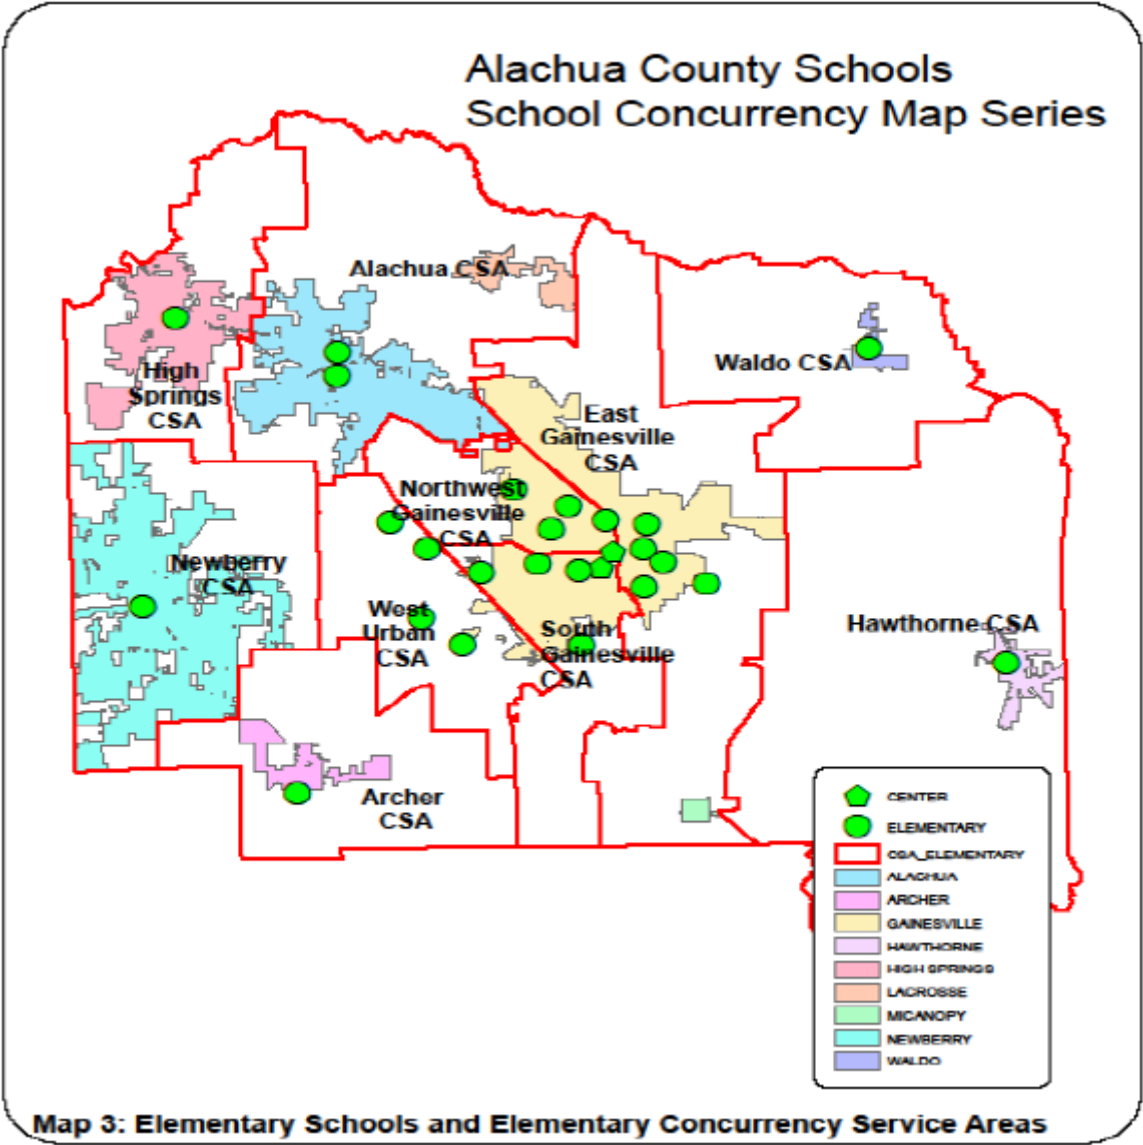 Alachua County Schools
School Concurrency Map Series
Alachua CSA
High
Springs
CSA
Waldo CSA
East
Gainesville
CSA
Northwest
Gainesville
CSA
Newberry
CSA
West
Urban
CSA
South
Gainesville
CSA
Hawthorne CSA
Archer
CSA
CENTER
ELEMENTARY
CSA_ELEMENTARY
ALACHUA
ARCHER
GAINESVILLE
HAWTHORNE
HIGH SPRINGS
LACROSSE
MICANOPY
NEWBERRY
WALDO
Map 3: Elementary Schools and Elementary Concurrency Service Areas